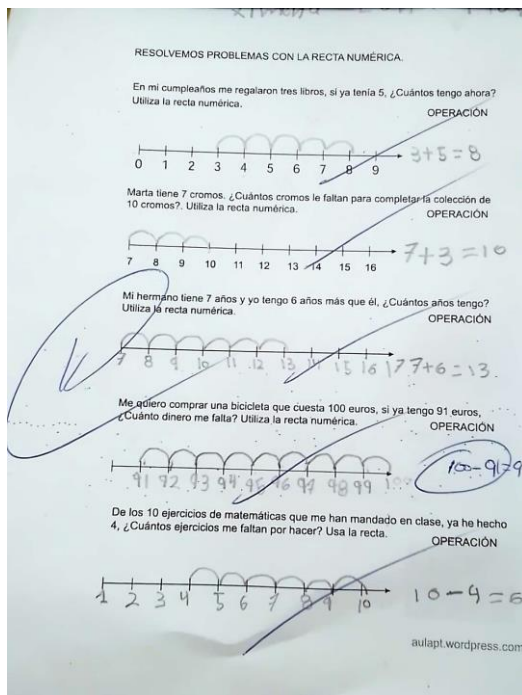 RESOLVEMOS PROBLEMAS CON LA RECTA NUMÉRICA.
En mi cumpleaños me regalaron tres libros, si ya tenía 5, ¿Cuántos tengo ahora?
Utiliza la recta numérica.
OPERACIÓN
0 1 2 3 4 5 6 7 8 9
3+5=8
Marta tiene 7 cromos. ¿Cuántos cromos le faltan para completar la colección de
10 cromos?. Utiliza la recta numérica.
OPERACIÓN
7 8 9 10 11 12 13 14 15 16
7+3=10
Mi hermano tiene 7 años y yo tengo 6 años más que él, ¿Cuántos años tengo?
Utiliza la recta numérica.
OPERACIÓN
7 8 9 10 11 12 13 14 15 16 17
7+6=13
Me quiero comprar una bicicleta que cuesta 100 euros, si ya tengo 91 euros,
¿Cuánto dinero me falta? Utiliza la recta numérica.
OPERACIÓN
91 92 93 94 95 96 97 98 99 100
100-91=9
De los 10 ejercicios de matemáticas que me han mandado en clase, ya he hecho
4, ¿Cuántos ejercicios me faltan por hacer? Usa la recta.
OPERACIÓN
1 2 3 4 5 6 7 8 9 10
10-4=6
aulapt.wordpress.com